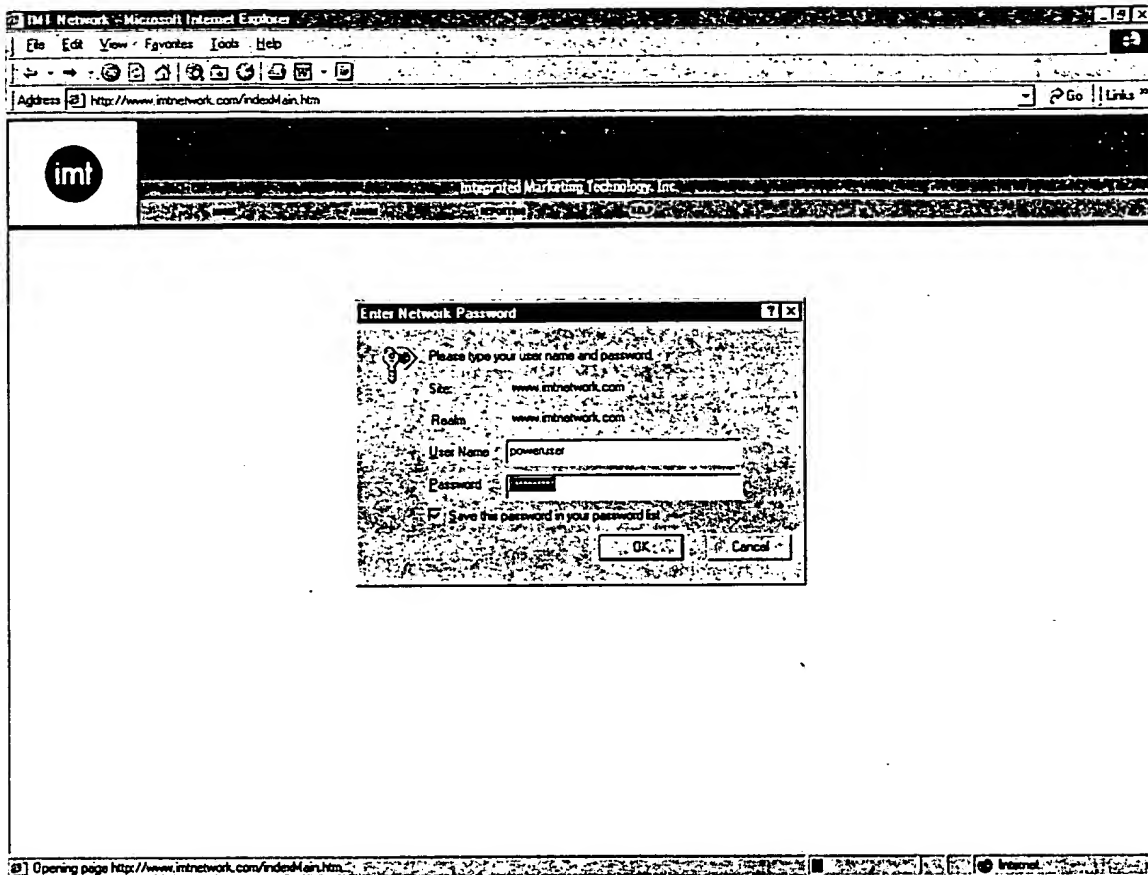 IMT Network - Microsoft Internet Explorer
File Edit View Favorites Tools Help
Address http://www.imtnetwork.com/indexMain.htm Go Links »
imt
Integrated Marketing Technology, Inc.
REPORTING
Enter Network Password
Please type your user name and password.
Site: www.imtnetwork.com
Realm www.imtnetwork.com
User Name poweruser
Password ********
Save this password in your password list
OK Cancel
Opening page http://www.imtnetwork.com/indexMain.htm... Internet